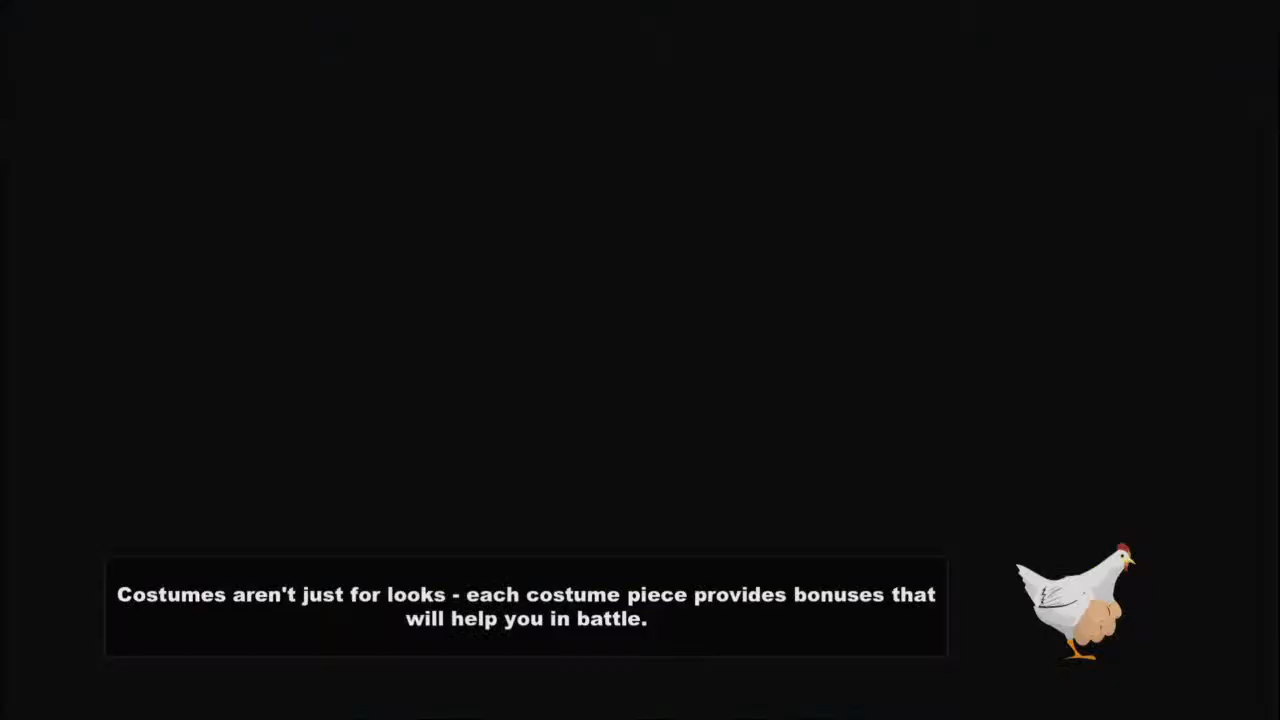 Costumes aren't just for looks - each costume piece provides bonuses that
will help you in battle.